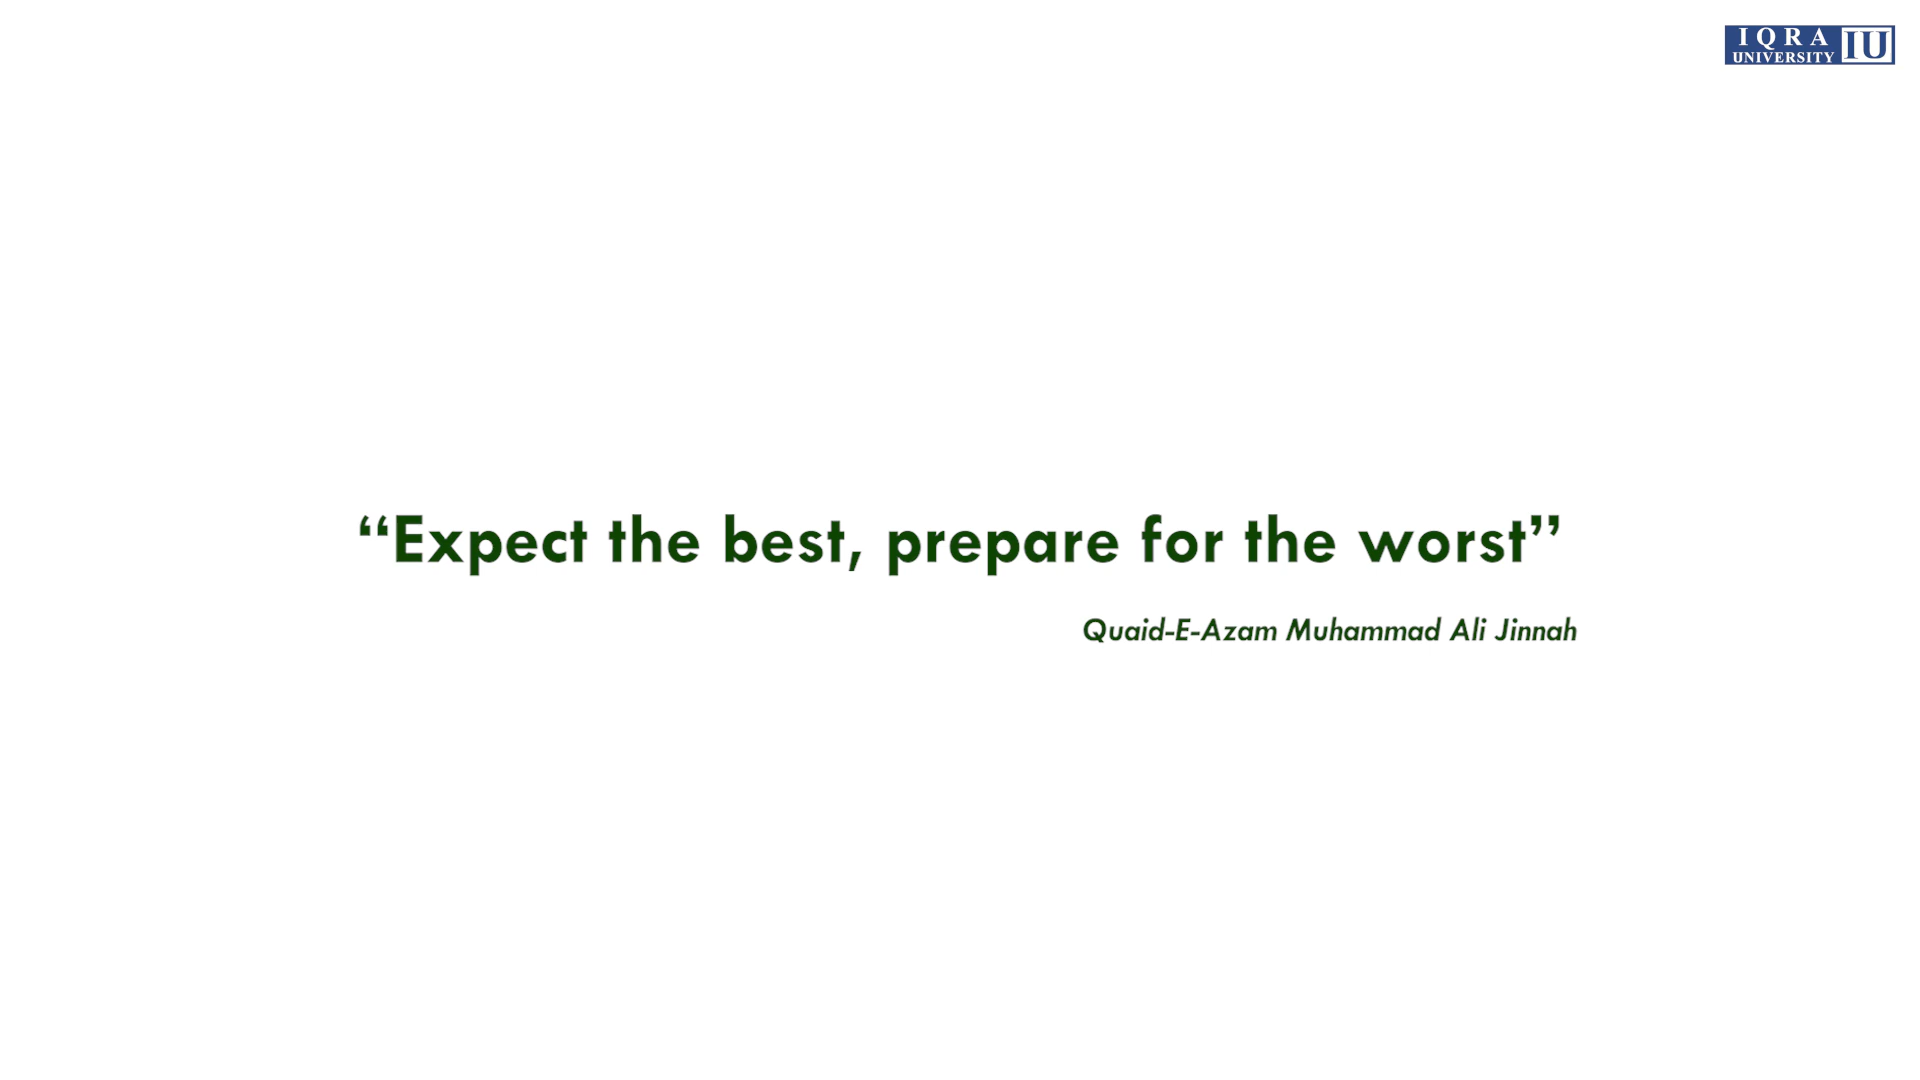 IQRA
UNIVERSITY IU
“Expect the best, prepare for the worst”
Quaid-E-Azam Muhammad Ali Jinnah